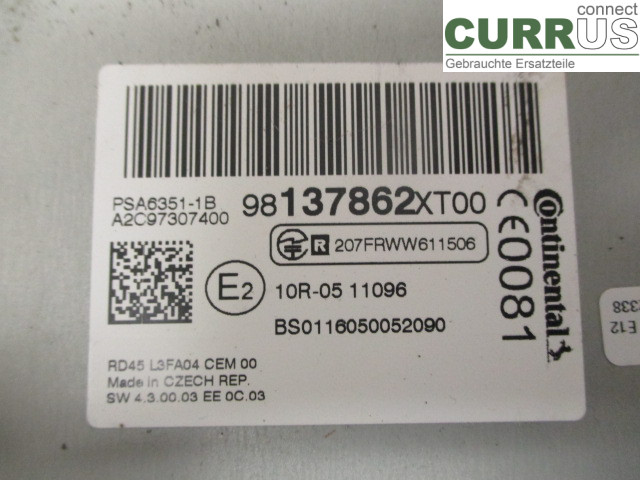 connect
CURRUS
Gebrauchte Ersatzteile
PSA6351-1B
A2C97307400
98137862XT00
R 207FRWW611506
E2
10R-05 11096
BS0116050052090
RD45 L3FA04 CEM 00
Made in CZECH REP.
SW 4.3.00.03 EE 0C.03
CE0081
Continental
E12
2338